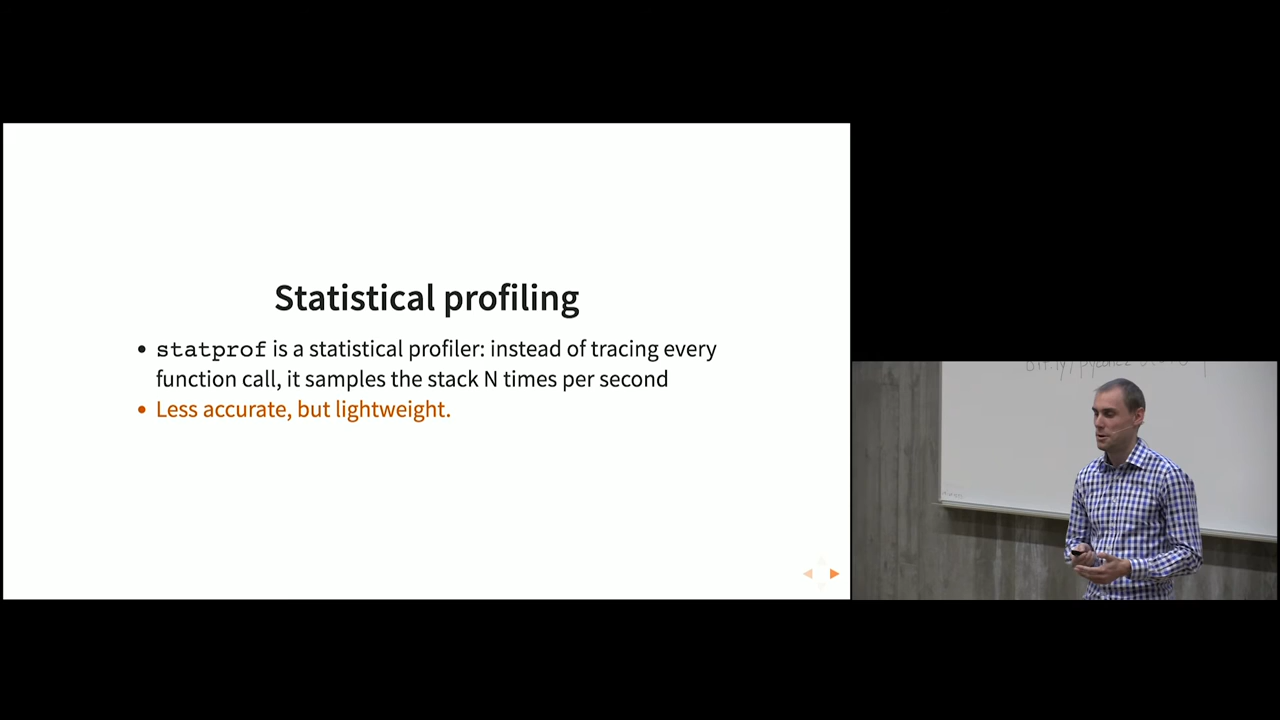 Statistical profiling
• statprof is a statistical profiler: instead of tracing every
function call, it samples the stack N times per second
• Less accurate, but lightweight.